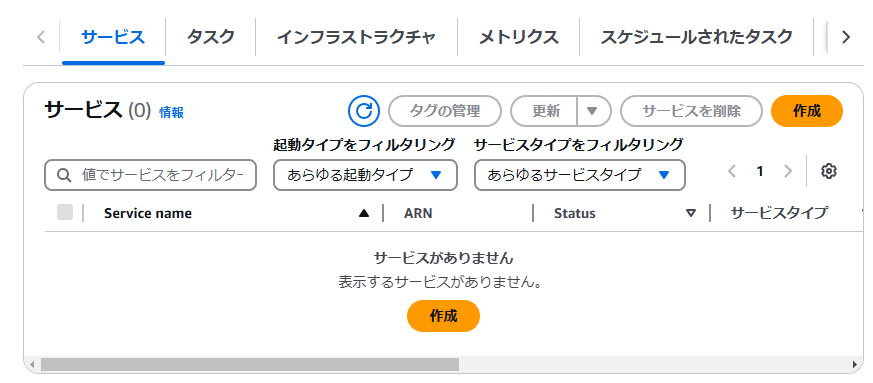 サービス タスク インフラストラクチャ メトリクス スケジュールされたタスク
サービス (0) 情報 タグの管理 更新 サービスを削除 作成
起動タイプをフィルタリング サービスタイプをフィルタリング
値でサービスをフィルター あらゆる起動タイプ あらゆるサービスタイプ 1
Service name ARN Status サービスタイプ
サービスがありません
表示するサービスがありません。
作成